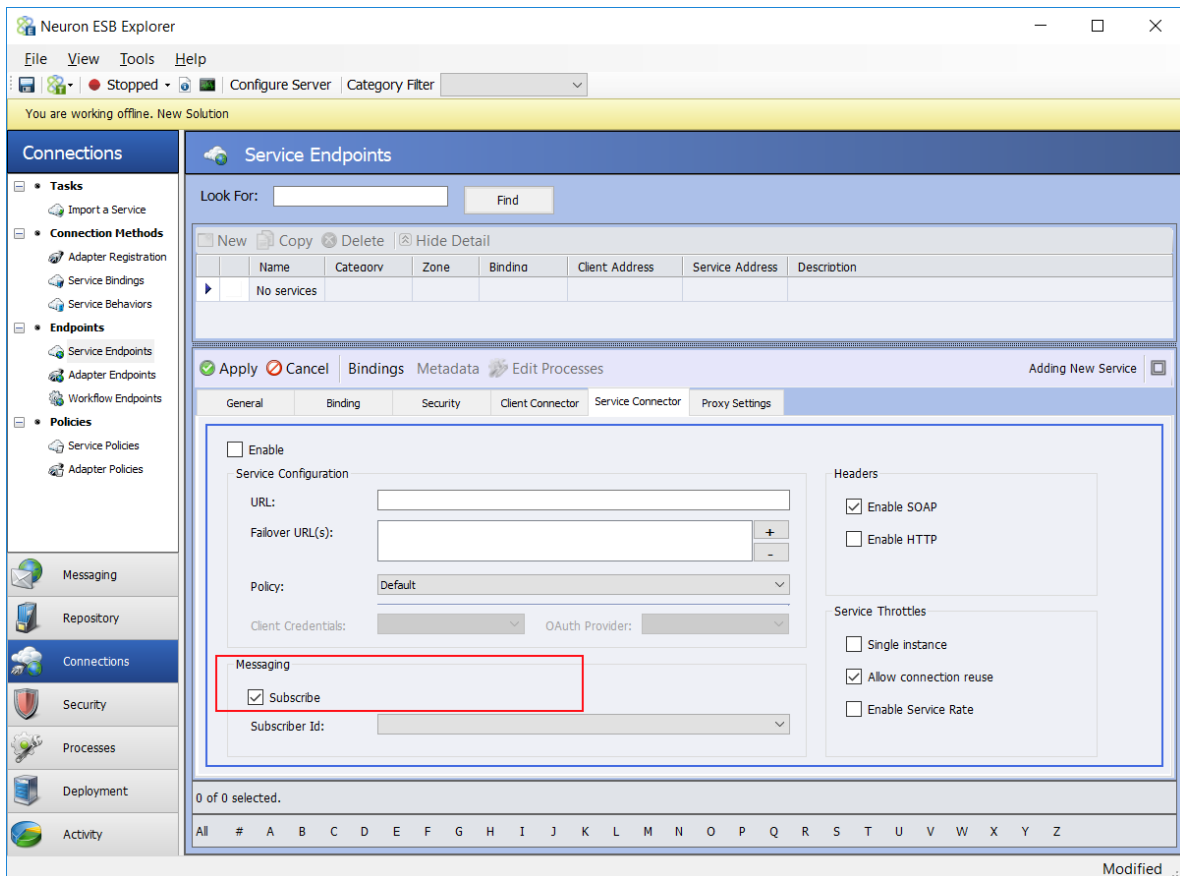 Neuron ESB Explorer
File View Tools Help
Stopped Configure Server Category Filter
You are working offline. New Solution
Connections
Tasks
Import a Service
Connection Methods
Adapter Registration
Service Bindings
Service Behaviors
Endpoints
Service Endpoints
Adapter Endpoints
Workflow Endpoints
Policies
Service Policies
Adapter Policies
Messaging
Repository
Connections
Security
Processes
Deployment
Activity
Service Endpoints
Look For: Find
New Copy Delete Hide Detail
Name Category Zone Binding Client Address Service Address Description
No services
Apply Cancel Bindings Metadata Edit Processes Adding New Service
General Binding Security Client Connector Service Connector Proxy Settings
Enable
Service Configuration
URL:
Failover URL(s):
+
-
Policy: Default
Client Credentials: OAuth Provider:
Messaging
Subscribe
Subscriber Id:
Headers
Enable SOAP
Enable HTTP
Service Throttles
Single instance
Allow connection reuse
Enable Service Rate
0 of 0 selected.
All # A B C D E F G H I J K L M N O P Q R S T U V W X Y Z
Modified